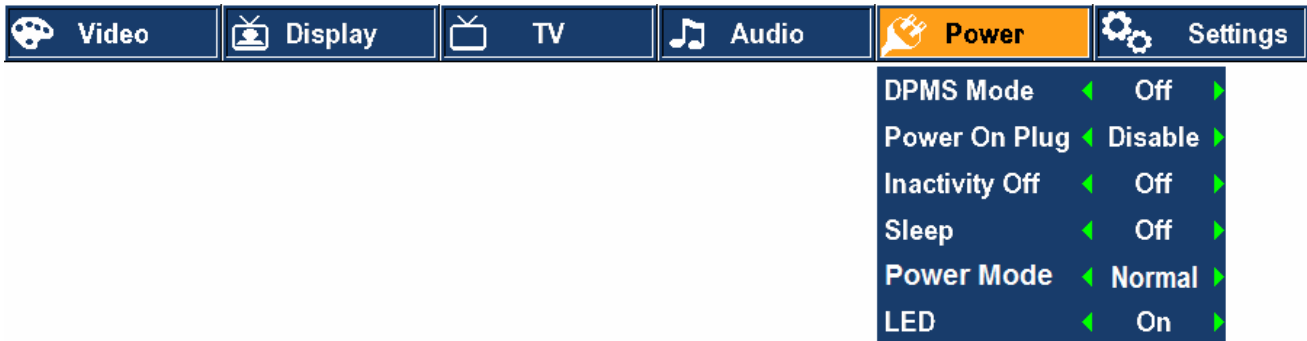 Video Display TV Audio Power Settings
DPMS Mode Off
Power On Plug Disable
Inactivity Off Off
Sleep Off
Power Mode Normal
LED On